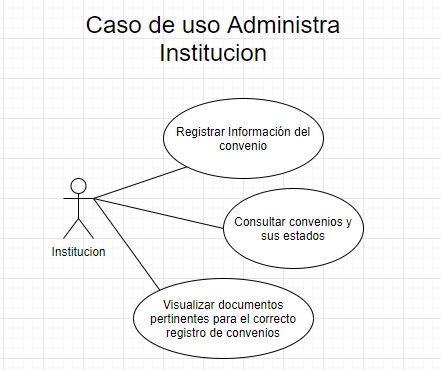 Caso de uso Administra
Institucion
Registrar Información del
convenio
Consultar convenios y
sus estados
Institucion
Visualizar documentos
pertinentes para el correcto
registro de convenios